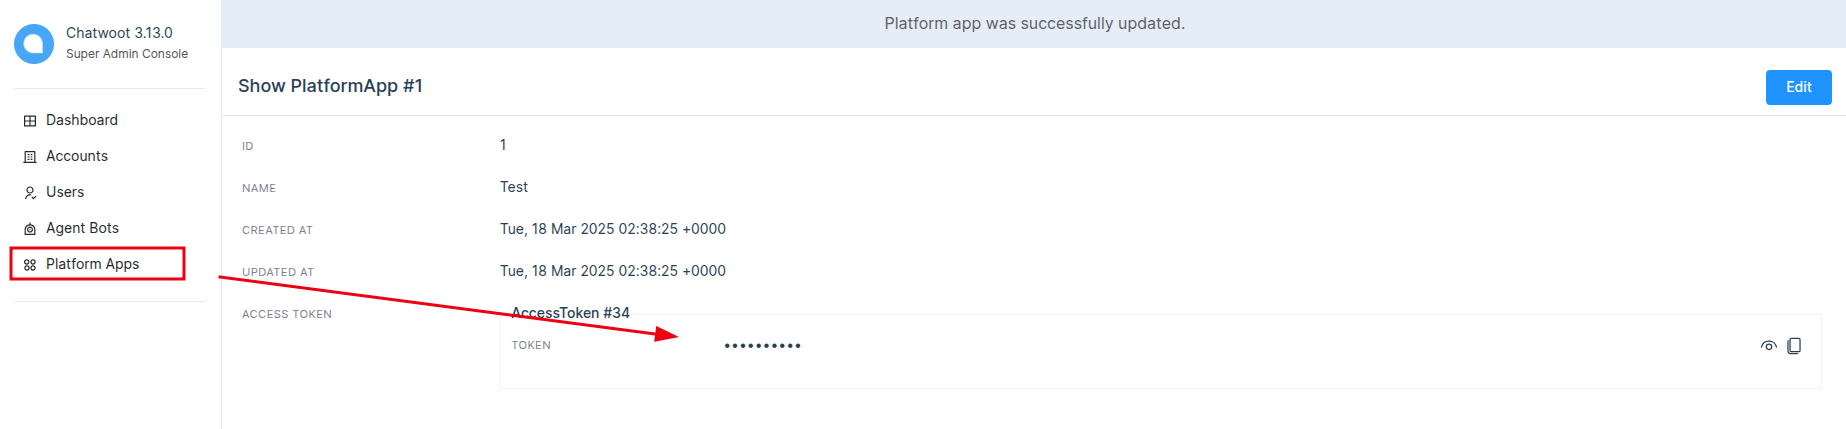 Chatwoot 3.13.0
Super Admin Console
Dashboard
Accounts
Users
Agent Bots
Platform Apps
Platform app was successfully updated.
Show PlatformApp #1
Edit
ID 1
NAME Test
CREATED AT Tue, 18 Mar 2025 02:38:25 +0000
UPDATED AT Tue, 18 Mar 2025 02:38:25 +0000
ACCESS TOKEN AccessToken #34
TOKEN ••••••••••